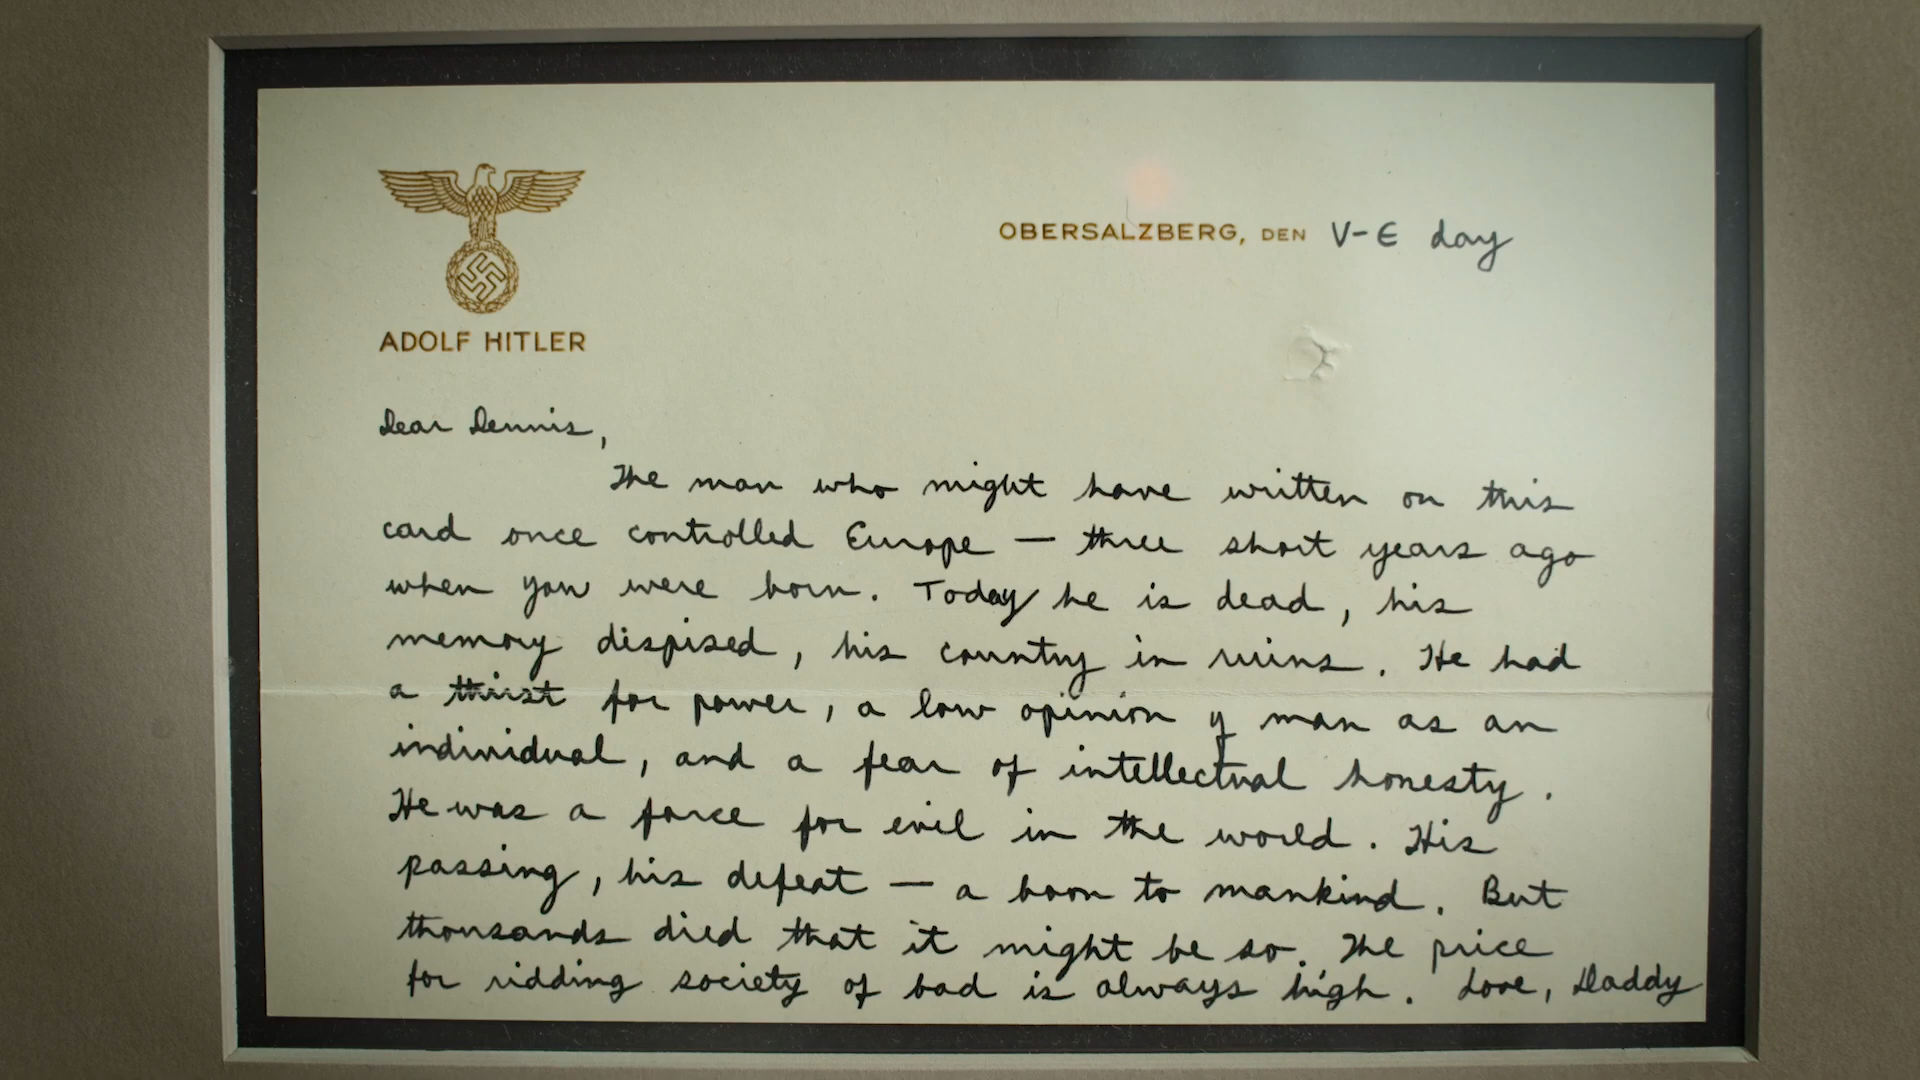 ADOLF HITLER
OBERSALZBERG, DEN V-E day
Dear Dennis,
The man who might have written on this
card once controlled Europe — three short years ago
when you were born. Today he is dead, his
memory dispised, his country in ruins. He had
a thirst for power, a low opinion of man as an
individual, and a fear of intellectual honesty.
He was a force for evil in the world. His
passing, his defeat — a boon to mankind. But
thousands died that it might be so. The price
for ridding society of bad is always high. Love, Daddy